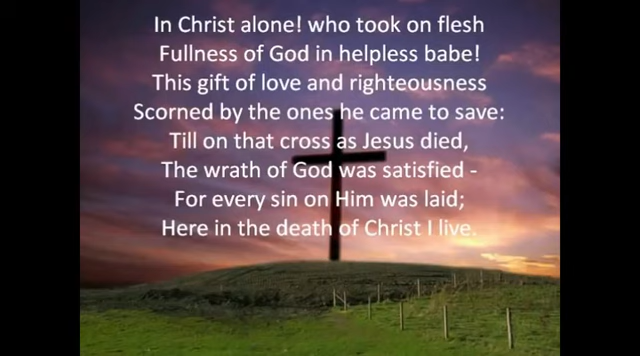 In Christ alone! who took on flesh
Fullness of God in helpless babe!
This gift of love and righteousness
Scorned by the ones he came to save:
Till on that cross as Jesus died,
The wrath of God was satisfied -
For every sin on Him was laid;
Here in the death of Christ I live.